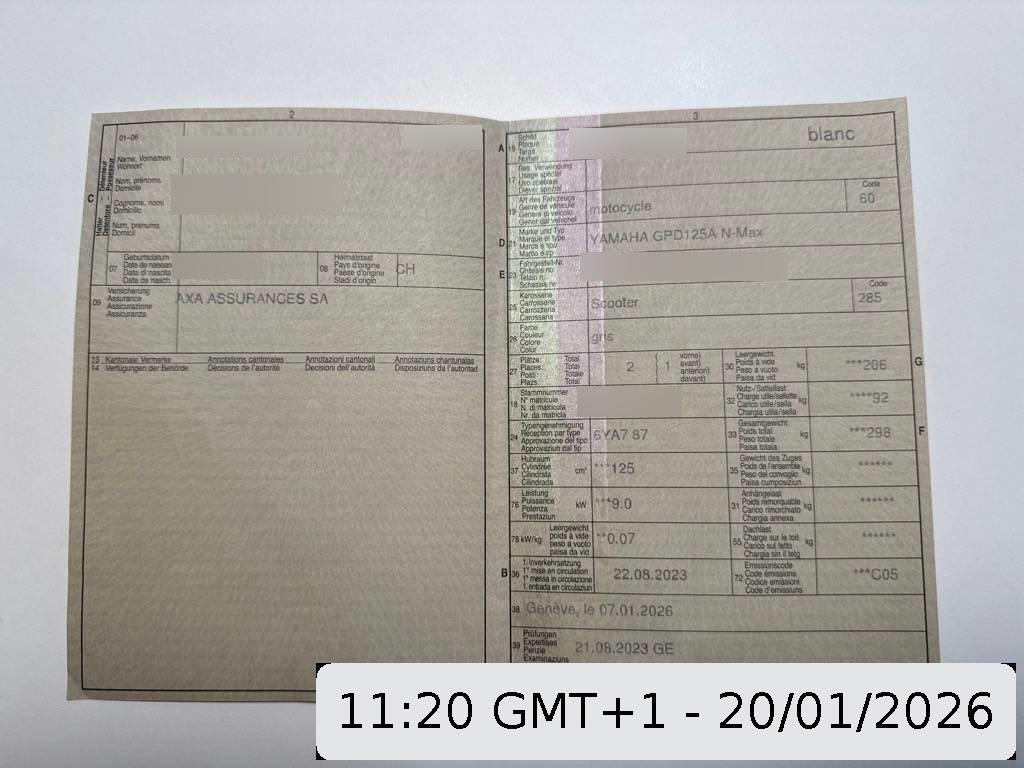 2
01-06
Détenteur
Possesseur
Halter
Detentore
Name, Vornamen
Wohnort
Nom, prénoms
Domicile
C
Cognome, nomi
Domicilio
Num, prenums
Domicil
07
Geburtsdatum
Date de naissan
Data di nascita
Data da nasch.
08
Heimatstaat
Pays d'origine
Paese d'origine
Stadi d'origin
CH
09
Versicherung
Assurance
Assicurazione
Assicuranza
AXA ASSURANCES SA
13
14
Kantonale Vermerke
Verfügungen der Behörde
Annotations cantonales
Décisions de l'autorité
Annotazioni cantonali
Decisioni dell'autorità
Annotaziuns chantunalas
Disposiziuns da l'autoritad
3
A
15
Schild
Plaque
Targa
Numer
blanc
17
Bes. Verwendung
Usage spécial
Uso speciale
Diever spezial
19
Art des Fahrzeugs
Genre de véhicule
Genere di veicolo
Gener dal vehichel
motocycle
Code
60
D
21
Marke und Typ
Marque et type
Marca e tipo
Marca e tip
YAMAHA GPD125A N-Max
E
23
Fahrgestell-Nr.
Châssis no
Telaio n.
Schassis nr.
25
Karosserie
Carrosserie
Carrozzeria
Carossaria
Scooter
Code
285
26
Farbe
Couleur
Colore
Colur
gris
27
Plätze: Total
Places: Total
Posti: Totale
Plazs: Total
2
1
vorne)
avant)
anteriori)
davant)
30
Leergewicht
Poids à vide
Peso a vuoto
Paisa da vid
kg
***206
G
18
Stammnummer
N° matricule
N. di matricola
Nr. da matricla
32
Nutz-/Sattellast
Charge utile/sellette
Carico utile/sella
Chargia utila/sella
kg
****92
24
Typengenehmigung
Réception par type
Approvazione del tipo
Approvaziun dal tip
6YA7 87
33
Gesamtgewicht
Poids total
Peso totale
Paisa totala
kg
***298
F
37
Hubraum
Cylindrée
Cilindrata
Cilindrada
cm³
***125
35
Gewicht des Zuges
Poids de l'ensemble
Peso del convoglio
Paisa cumposiziun
kg
******
76
Leistung
Puissance
Potenza
Prestaziun
kW
***9.0
31
Anhängelast
Poids remorquable
Carico rimorchiato
Chargia annexa
kg
******
78 kW/kg
Leergewicht
poids à vide
peso a vuoto
paisa da vid
**0.07
55
Dachlast
Charge sur le toit
Carico sul tetto
Chargia sin il tetg
kg
******
B
36
1. Inverkehrsetzung
1re mise en circulation
1a messa in circolazione
1. entrada en circulaziun
22.08.2023
72
Emissionscode
Code émissions
Codice emissioni
Code d'emissiuns
***C05
38
Genève, le 07.01.2026
39
Prüfungen
Expertises
Perizie
Examinaziuns
21.08.2023 GE
11:20 GMT+1 - 20/01/2026